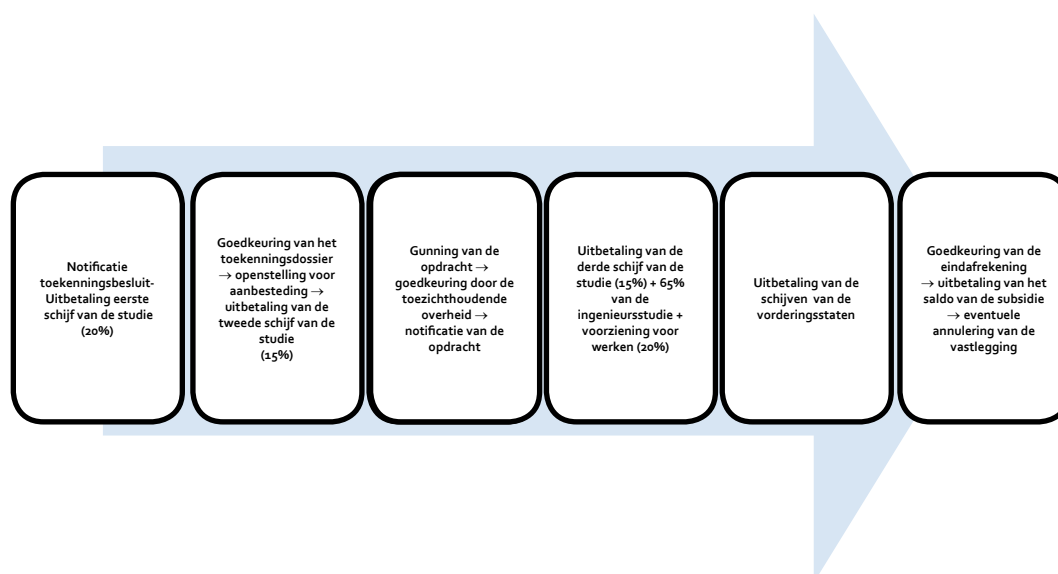 Notificatie
toekenningsbesluit-
Uitbetaling eerste
schijf van de studie
(20%)
Goedkeuring van het
toekenningsdossier
→ openstelling voor
aanbesteding →
uitbetaling van de
tweede schijf van de
studie
(15%)
Gunning van de
opdracht →
goedkeuring door de
toezichthoudende
overheid →
notificatie van de
opdracht
Uitbetaling van de
derde schijf van de
studie (15%) + 65%
van de
ingenieursstudie +
voorziening voor
werken (20%)
Uitbetaling van de
schijven van de
vorderingsstaten
Goedkeuring van de
eindafrekening
→ uitbetaling van het
saldo van de subsidie
→ eventuele
annulering van de
vastlegging